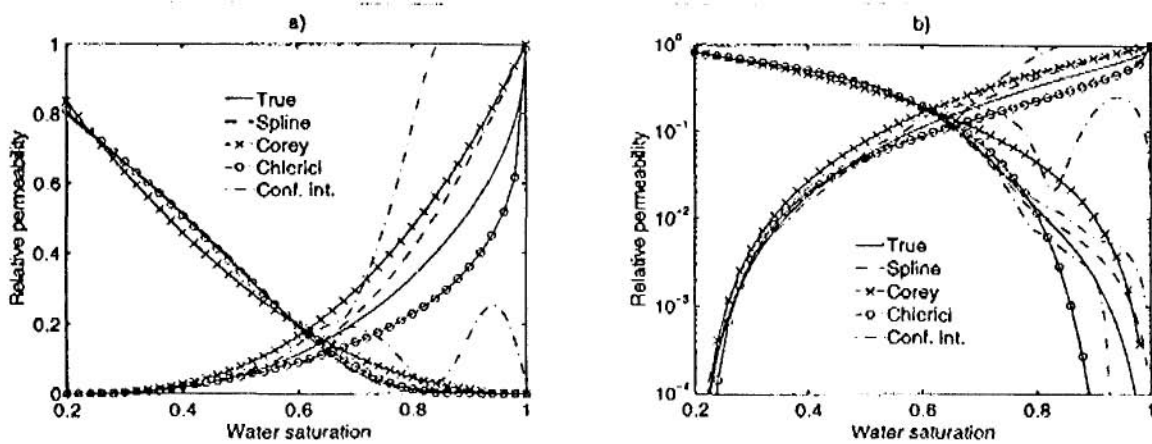 a)
1
0.8
0.6
0.4
0.2
0
Relative permeability
True
Spline
Corey
Chierici
Conf. int.
0.2 0.4 0.6 0.8 1
Water saturation
b)
10⁰
10⁻¹
10⁻²
10⁻³
10⁻⁴
Relative permeability
True
Spline
Corey
Chierici
Conf. int.
0.2 0.4 0.6 0.8 1
Water saturation